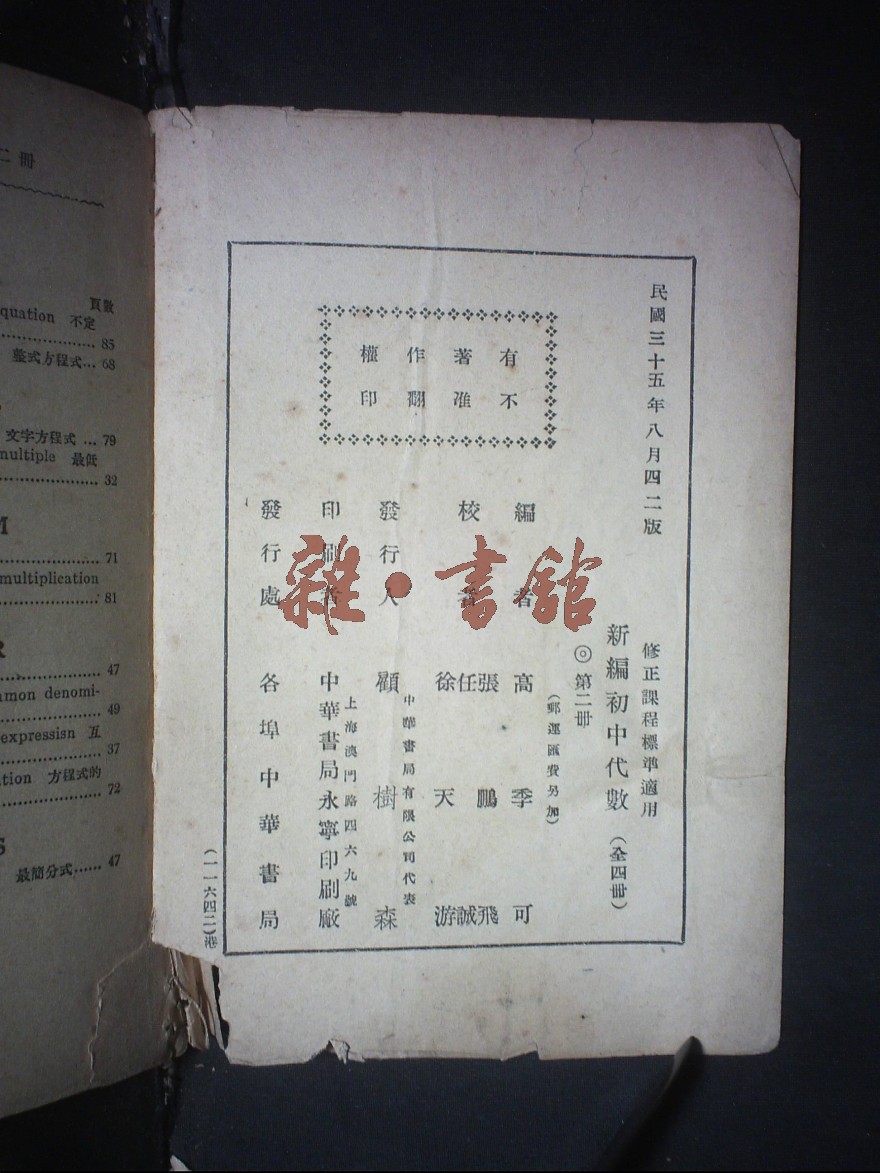 二冊
頁數
quation 不定
85
整式方程式... 68
文字方程式 ... 79
multiple 最低
32
M
71
multiplication
81
R
47
mmon denomi-
49
expressisn 互
37
tion 方程式的
72
S
最簡分式...... 47
民國三十五年八月四二版
修正課程標準適用
新編初中代數(全四冊)
◎第二冊
(郵運匯費另加)
有著作權
不准翻印
編者 高季可
校者 張鵬飛
任誠
徐天游
發行人 中華書局有限公司代表 顧樹森
印刷者 上海澳門路四六九號 中華書局永寧印刷廠
發行處 各埠中華書局
(一一六四二)港
雜·書館